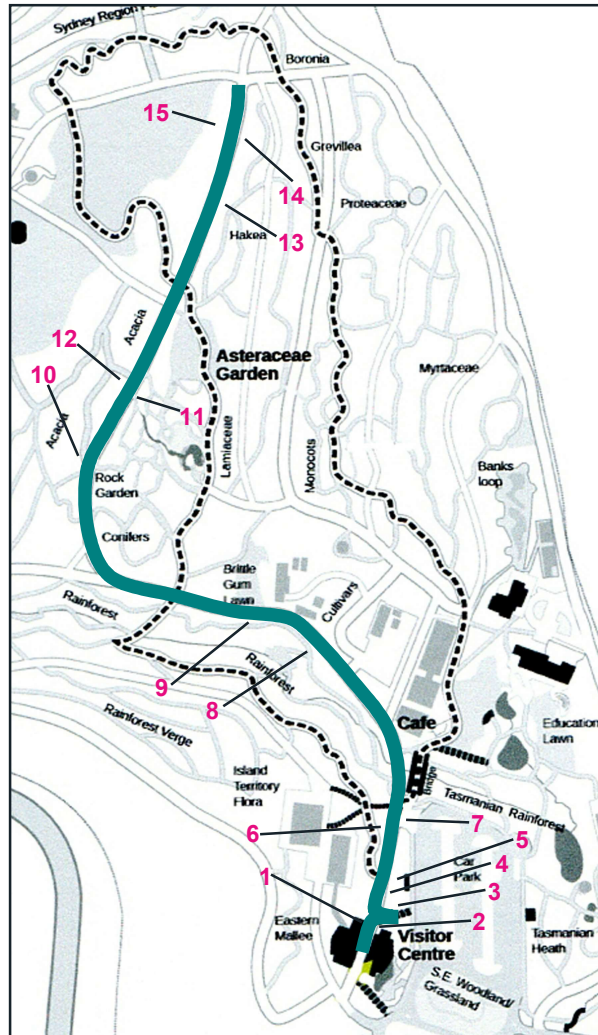 Sydney Region
Boronia
15
Grevillea
14
Proteaceae
Hakea
13
Acacia
12
Asteraceae
Garden
Myrtaceae
10
11
Acacia
Lamiaceae
Monocots
Banks
loop
Rock
Garden
Conifers
Brittle
Gum
Lawn
Cultivars
Rainforest
Rainforest
9
8
Rainforest Verge
Cafe
Education
Lawn
Island
Territory
Flora
Bridge
Tasmanian Rainforest
6
7
5
Car
Park
4
1
3
Eastern
Mallee
2
Visitor
Centre
Tasmanian
Heath
S.E. Woodland/
Grassland